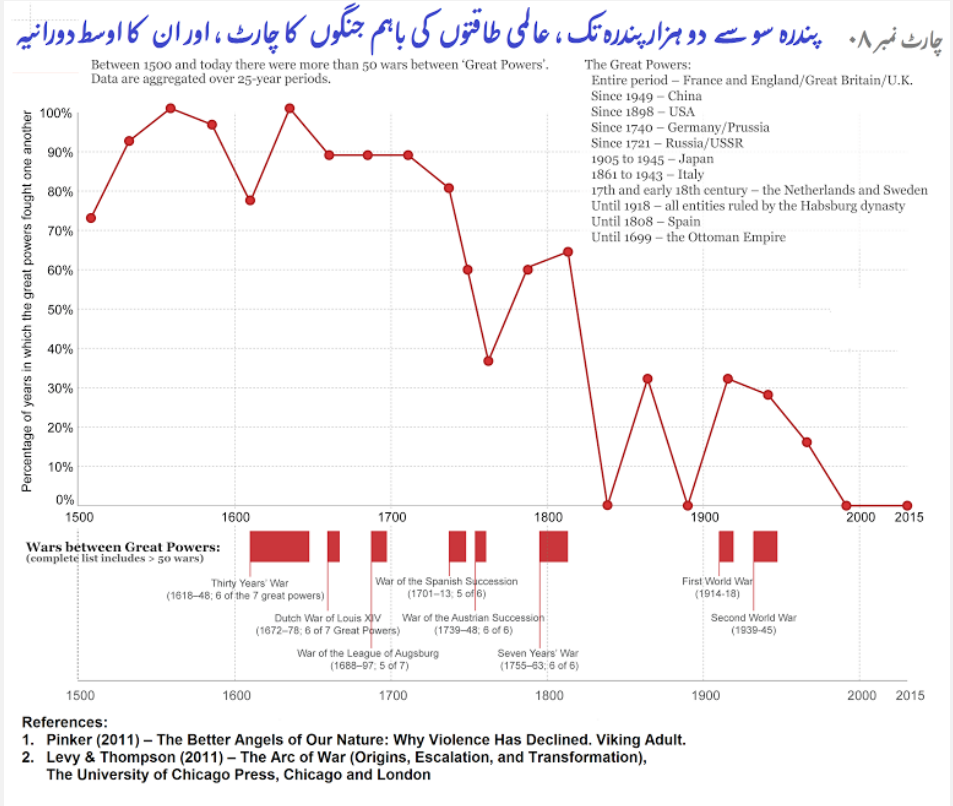 چارٹ نمبر ۰۸ پندرہ سو سے دو ہزار پندرہ تک، عالمی طاقتوں کی باہم جنگوں کا چارٹ، اور ان کا اوسط دورانیہ
Between 1500 and today there were more than 50 wars between 'Great Powers'.
Data are aggregated over 25-year periods.
The Great Powers:
Entire period – France and England/Great Britain/U.K.
Since 1949 – China
Since 1898 – USA
Since 1740 – Germany/Prussia
Since 1721 – Russia/USSR
1905 to 1945 – Japan
1861 to 1943 – Italy
17th and early 18th century – the Netherlands and Sweden
Until 1918 – all entities ruled by the Habsburg dynasty
Until 1808 – Spain
Until 1699 – the Ottoman Empire
Percentage of years in which the great powers fought one another
100%
90%
80%
70%
60%
50%
40%
30%
20%
10%
0%
1500 1600 1700 1800 1900 2000 2015
Wars between Great Powers:
(complete list includes > 50 wars)
Thirty Years' War
(1618–48; 6 of the 7 great powers)
Dutch War of Louis XIV
(1672–78; 6 of 7 Great Powers)
War of the League of Augsburg
(1688–97; 5 of 7)
War of the Spanish Succession
(1701–13; 5 of 6)
War of the Austrian Succession
(1739–48; 6 of 6)
Seven Years' War
(1755–63; 6 of 6)
First World War
(1914-18)
Second World War
(1939-45)
1500 1600 1700 1800 1900 2000 2015
References:
1. Pinker (2011) – The Better Angels of Our Nature: Why Violence Has Declined. Viking Adult.
2. Levy & Thompson (2011) – The Arc of War (Origins, Escalation, and Transformation),
The University of Chicago Press, Chicago and London